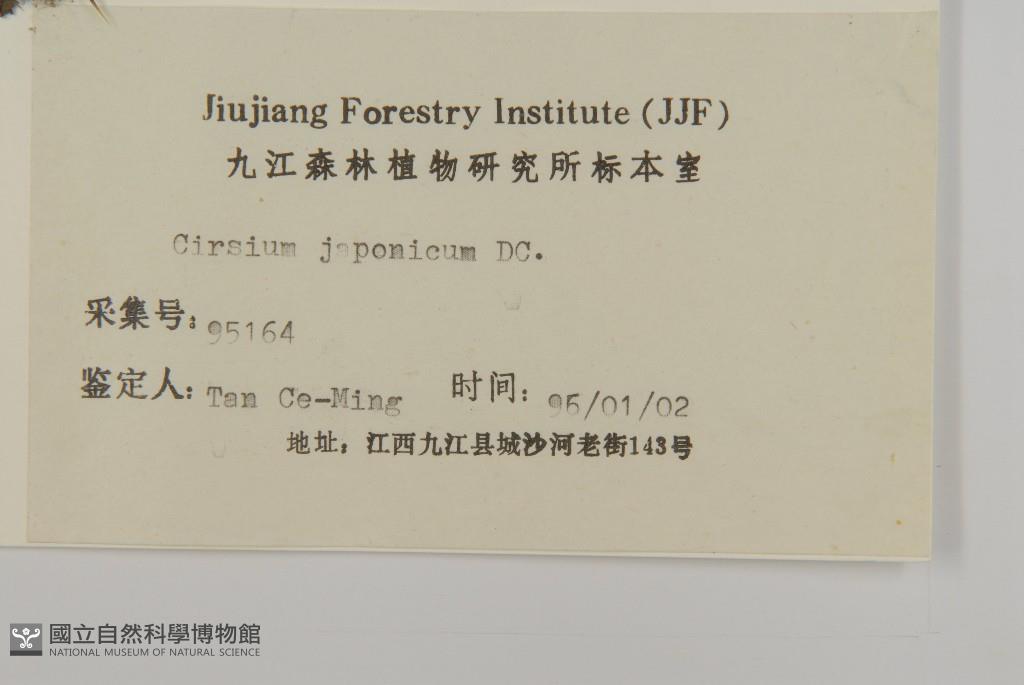 Jiujiang Forestry Institute (JJF)
九江森林植物研究所标本室
Cirsium japonicum DC.
采集号: 95164
鉴定人: Tan Ce-Ming 时间: 96/01/02
地址: 江西九江县城沙河老街143号
國立自然科學博物館
NATIONAL MUSEUM OF NATURAL SCIENCE